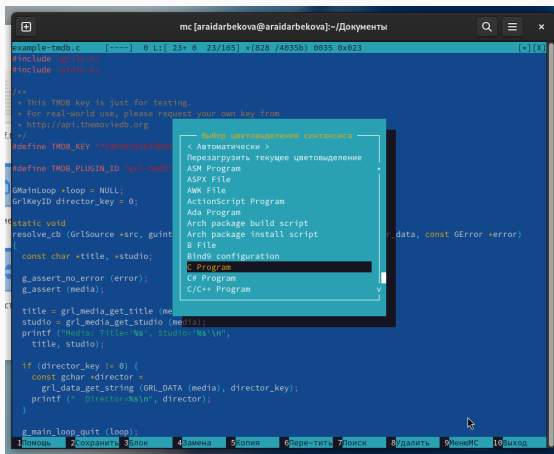 mc [araidarbekova@araidarbekova]:~/Документы
example-tmdb.c [----] 0 L:[ 23+ 0 23/165] *(828 /4035b) 0035 0x023 [*][X]
#include
#include
/**
* This TMDB key is just for testing.
* For real-world use, please request your own key from
* http://api.themoviedb.org
*/
#define TMDB_KEY
#define TMDB_PLUGIN_ID
GMainLoop *loop = NULL;
GrlKeyID director_key = 0;
static void
resolve_cb (GrlSource *src, guint _data, const GError *error)
{
const char *title, *studio;
g_assert_no_error (error);
g_assert (media);
title = grl_media_get_title (me
studio = grl_media_get_studio (media);
printf ("Media: Title='%s', Studio='%s'\n",
title, studio);
if (director_key != 0) {
const gchar *director =
grl_data_get_string (GRL_DATA (media), director_key);
printf (" Director=%s\n", director);
}
g_main_loop_quit (loop);
Выбор цветовыделения синтаксиса
< Автоматически >
Перезагрузить текущее цветовыделение
ASM Program
ASPX File
AWK File
ActionScript Program
Ada Program
Arch package build script
Arch package install script
B File
Bind9 configuration
C Program
C# Program
C/C++ Program
1Помощь 2Сохранить 3Блок 4Замена 5Копия 6Пере~тить 7Поиск 8Удалить 9МенюMC 10Выход